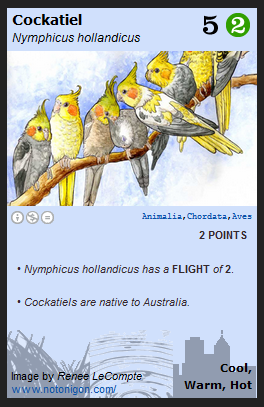 Cockatiel
5 2
Nymphicus hollandicus
Animalia,Chordata,Aves
2 POINTS
• Nymphicus hollandicus has a FLIGHT of 2.
• Cockatiels are native to Australia.
Cool,
Warm, Hot
Image by Renee LeCompte
www.notonigon.com/